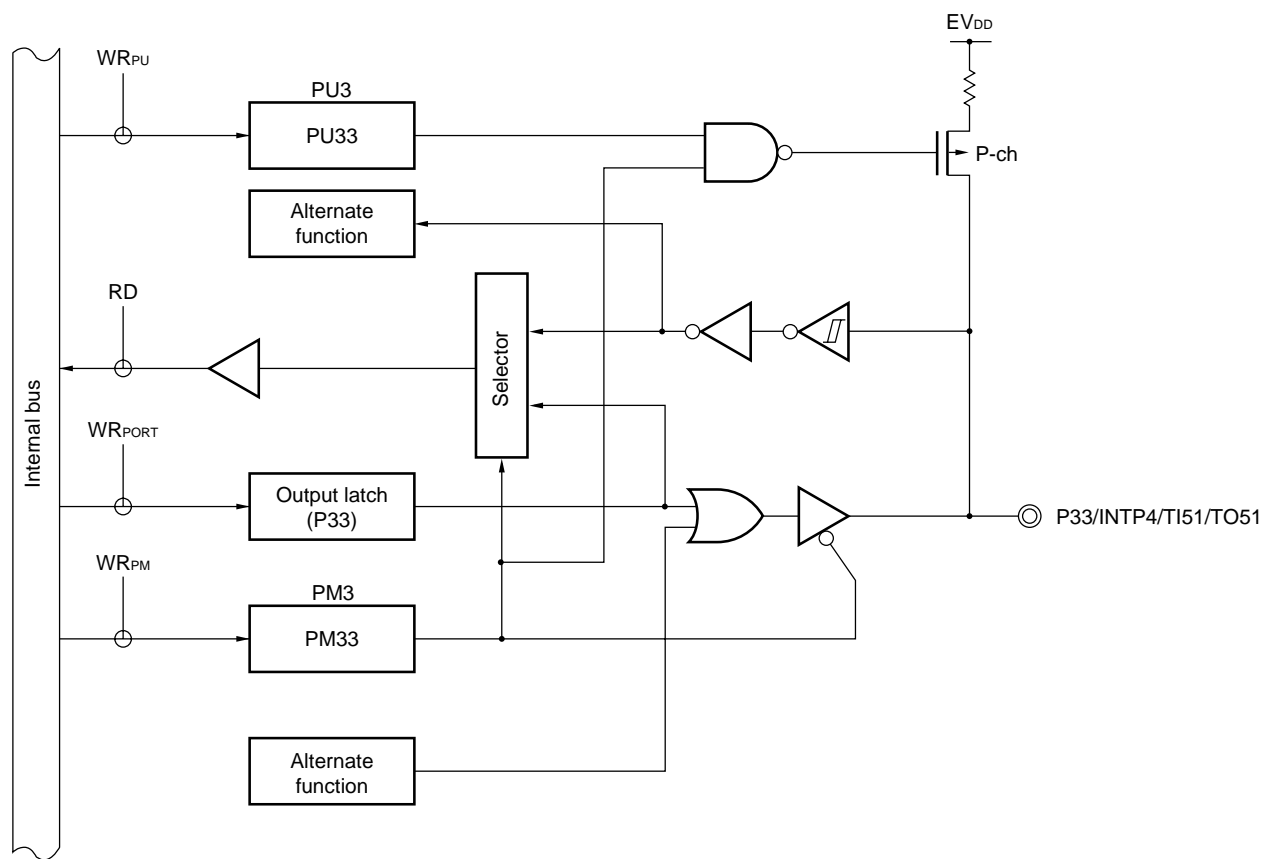 EVDD
WRPU
PU3
PU33
P-ch
Alternate
function
RD
Selector
Internal bus
WRPORT
Output latch
(P33)
P33/INTP4/TI51/TO51
WRPM
PM3
PM33
Alternate
function